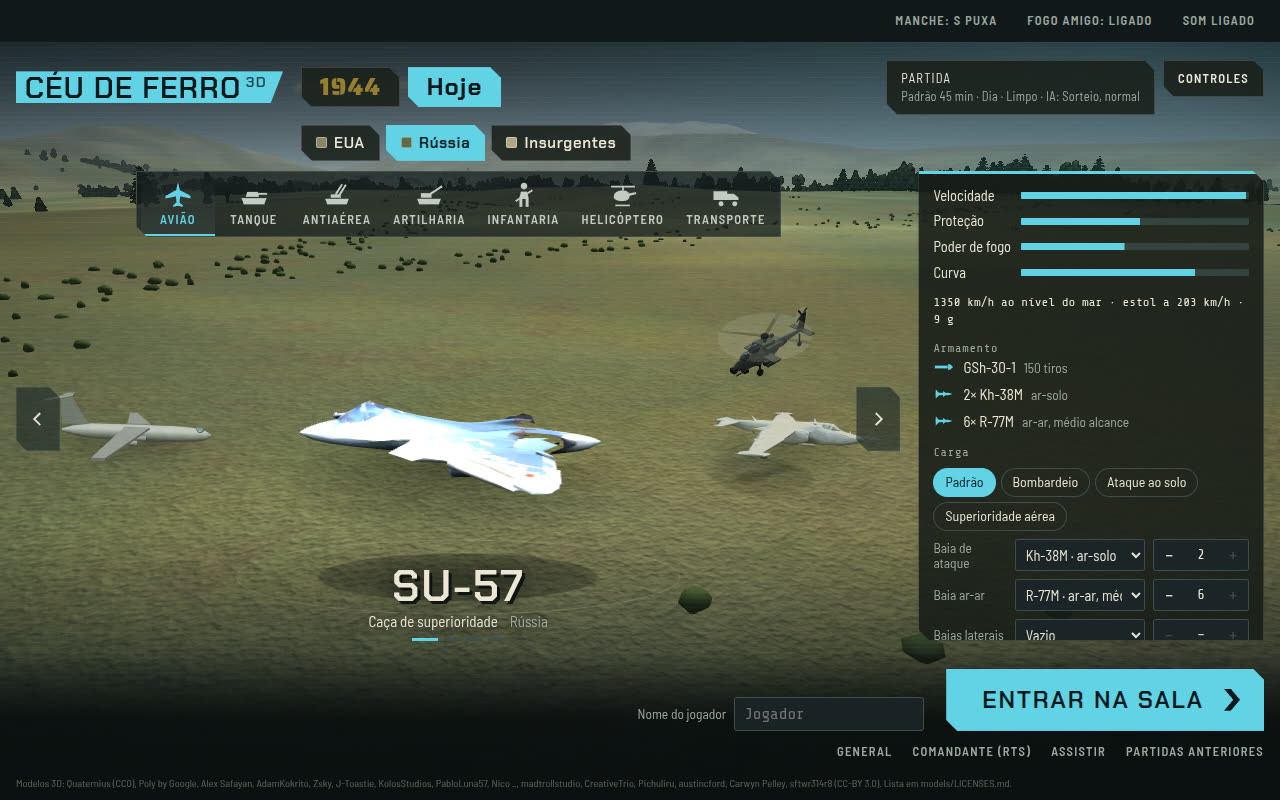 MANCHE: S PUXA FOGO AMIGO: LIGADO SOM LIGADO
CÉU DE FERRO 3D
1944
Hoje
PARTIDA
Padrão 45 min · Dia · Limpo · IA: Sorteio, normal
CONTROLES
EUA
Rússia
Insurgentes
AVIÃO TANQUE ANTIAÉREA ARTILHARIA INFANTARIA HELICÓPTERO TRANSPORTE
Velocidade
Proteção
Poder de fogo
Curva
1350 km/h ao nível do mar · estol a 203 km/h ·
9 g
Armamento
GSh-30-1 150 tiros
2× Kh-38M ar-solo
6× R-77M ar-ar, médio alcance
Carga
Padrão Bombardeio Ataque ao solo
Superioridade aérea
Baia de
ataque
Kh-38M · ar-solo
− 2 +
Baia ar-ar
R-77M · ar-ar, méd
− 6 +
Baias laterais
Vazio
− – +
SU-57
Caça de superioridade Rússia
Nome do jogador
Jogador
ENTRAR NA SALA
GENERAL COMANDANTE (RTS) ASSISTIR PARTIDAS ANTERIORES
Modelos 3D: Quaternius (CC0), Poly by Google, Alex Safayan, AdamKokrito, Zsky, J-Toastie, KolosStudios, PabloLuna57, Nico .., madtrollstudio, CreativeTrio, Pichuliru, austincford, Carwyn Pelley, sftwr314r8 (CC-BY 3.0). Lista em models/LICENSES.md.